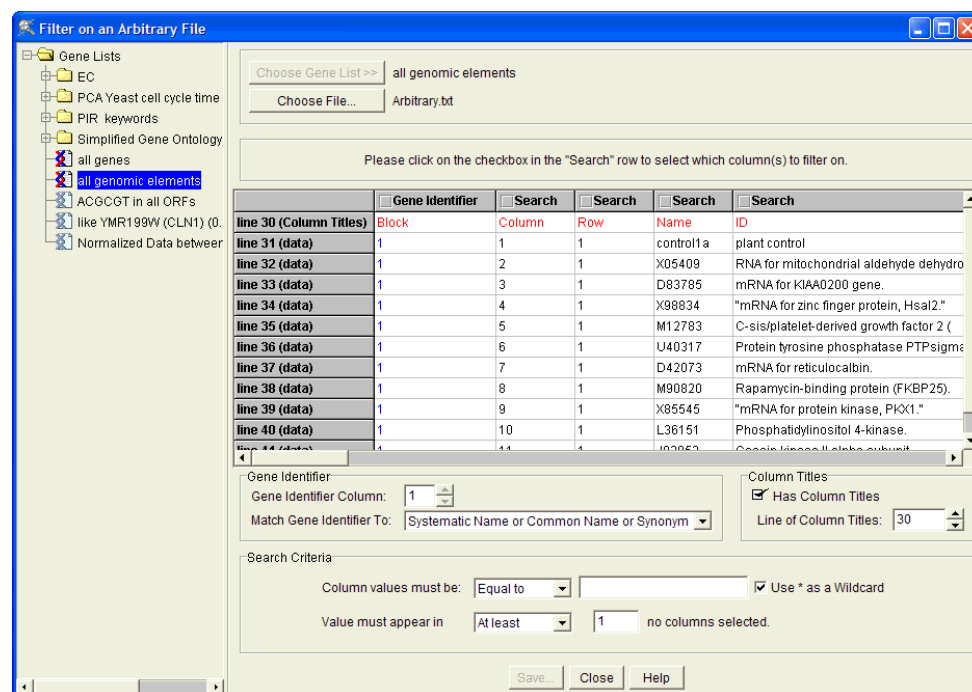 Filter on an Arbitrary File
Gene Lists
EC
PCA Yeast cell cycle time
PIR keywords
Simplified Gene Ontology
all genes
all genomic elements
ACGCGT in all ORFs
like YMR199W (CLN1) (0.
Normalized Data between
Choose Gene List >> all genomic elements
Choose File... Arbitrary.txt
Please click on the checkbox in the "Search" row to select which column(s) to filter on.
Gene Identifier Search Search Search Search
line 30 (Column Titles) Block Column Row Name ID
line 31 (data) 1 1 1 control1a plant control
line 32 (data) 1 2 1 X05409 RNA for mitochondrial aldehyde dehydro
line 33 (data) 1 3 1 D83785 mRNA for KIAA0200 gene.
line 34 (data) 1 4 1 X98834 "mRNA for zinc finger protein, Hsal2."
line 35 (data) 1 5 1 M12783 C-sis/platelet-derived growth factor 2 (
line 36 (data) 1 6 1 U40317 Protein tyrosine phosphatase PTPsigma
line 37 (data) 1 7 1 D42073 mRNA for reticulocalbin.
line 38 (data) 1 8 1 M90820 Rapamycin-binding protein (FKBP25).
line 39 (data) 1 9 1 X85545 "mRNA for protein kinase, PKX1."
line 40 (data) 1 10 1 L36151 Phosphatidylinositol 4-kinase.
Gene Identifier
Gene Identifier Column: 1
Match Gene Identifier To: Systematic Name or Common Name or Synonym
Column Titles
Has Column Titles
Line of Column Titles: 30
Search Criteria
Column values must be: Equal to Use * as a Wildcard
Value must appear in At least 1 no columns selected.
Save... Close Help